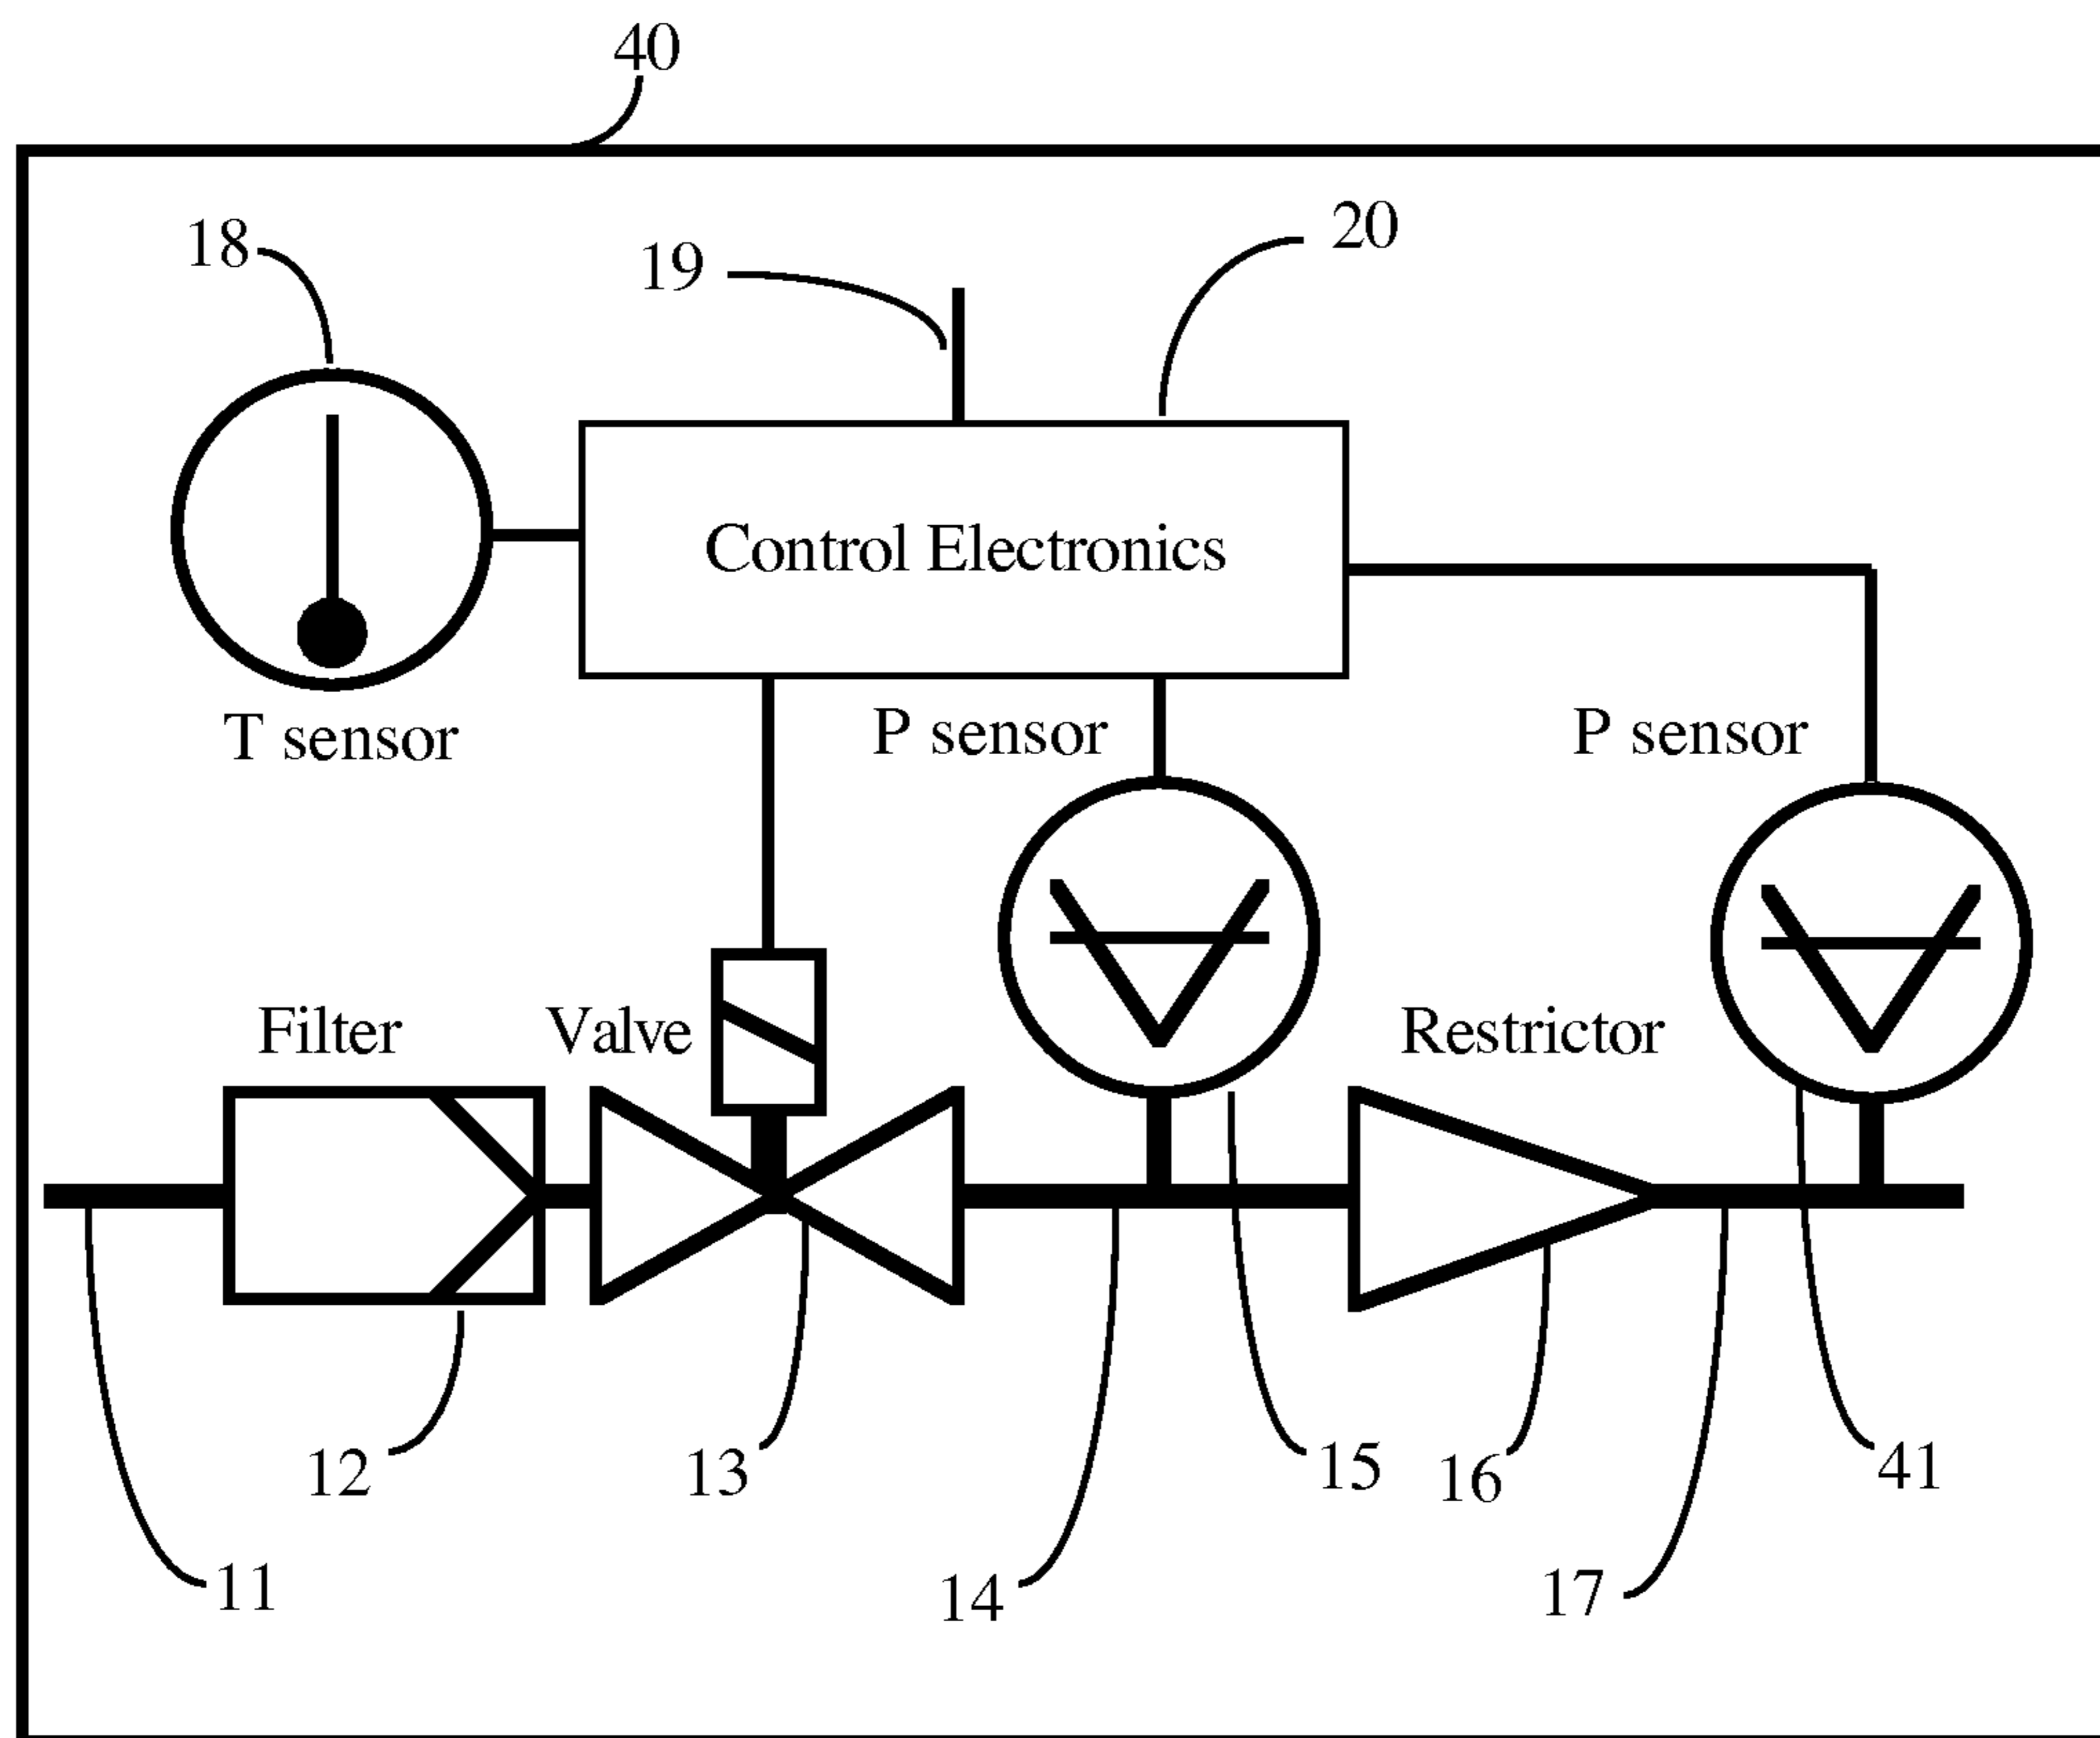 40
18
19
20
Control Electronics
T sensor
P sensor
P sensor
Filter
Valve
Restrictor
12
13
15
16
41
11
14
17